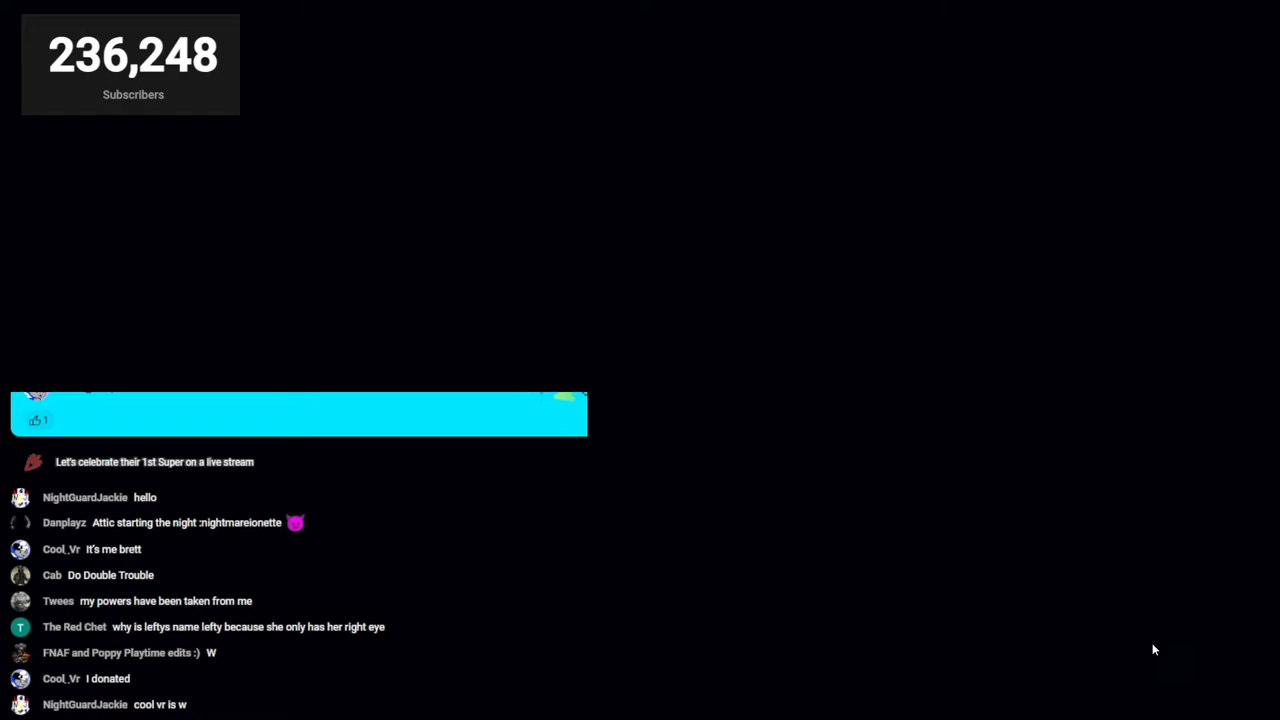 236,248
Subscribers
1
Let's celebrate their 1st Super on a live stream
NightGuardJackie hello
Danplayz Attic starting the night :nightmareionette
Cool_Vr It's me brett
Cab Do Double Trouble
Twees my powers have been taken from me
T The Red Chet why is leftys name lefty because she only has her right eye
FNAF and Poppy Playtime edits :) W
Cool_Vr I donated
NightGuardJackie cool vr is w